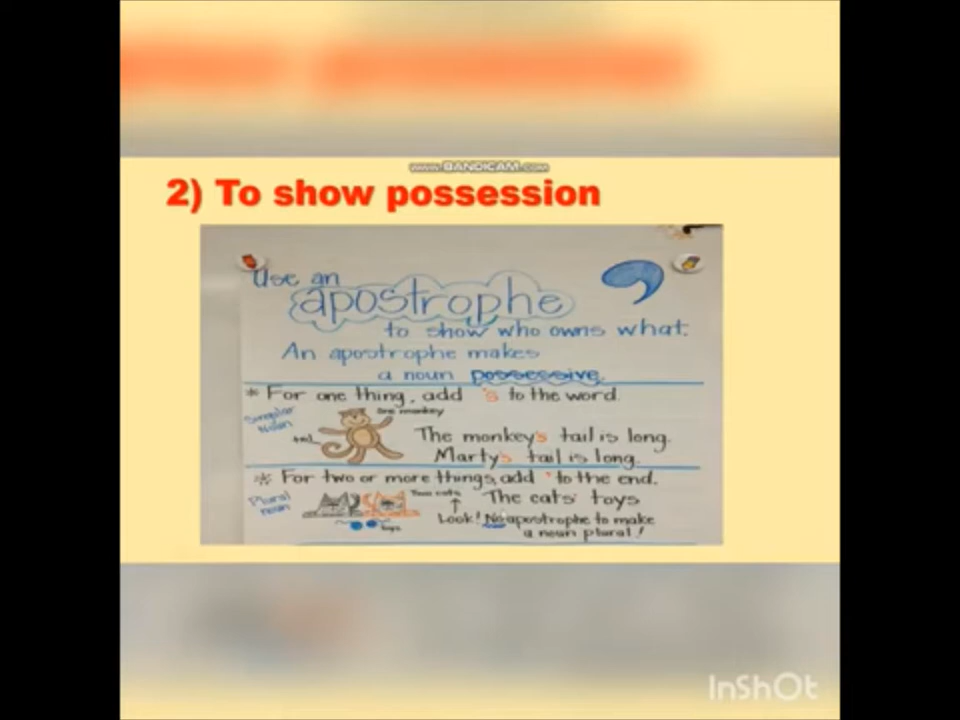 www.BANDICAM.com
2) To show possession
Use an
apostrophe
to show who owns what.
An apostrophe makes
a noun possessive.
* For one thing, add 's to the word.
Singular
Noun
one monkey
tail
The monkey's tail is long.
Marty's tail is long.
* For two or more things, add ' to the end.
Plural
noun
Two cats
The cats' toys
toys
Look! No apostrophe to make
a noun plural!
InShOt